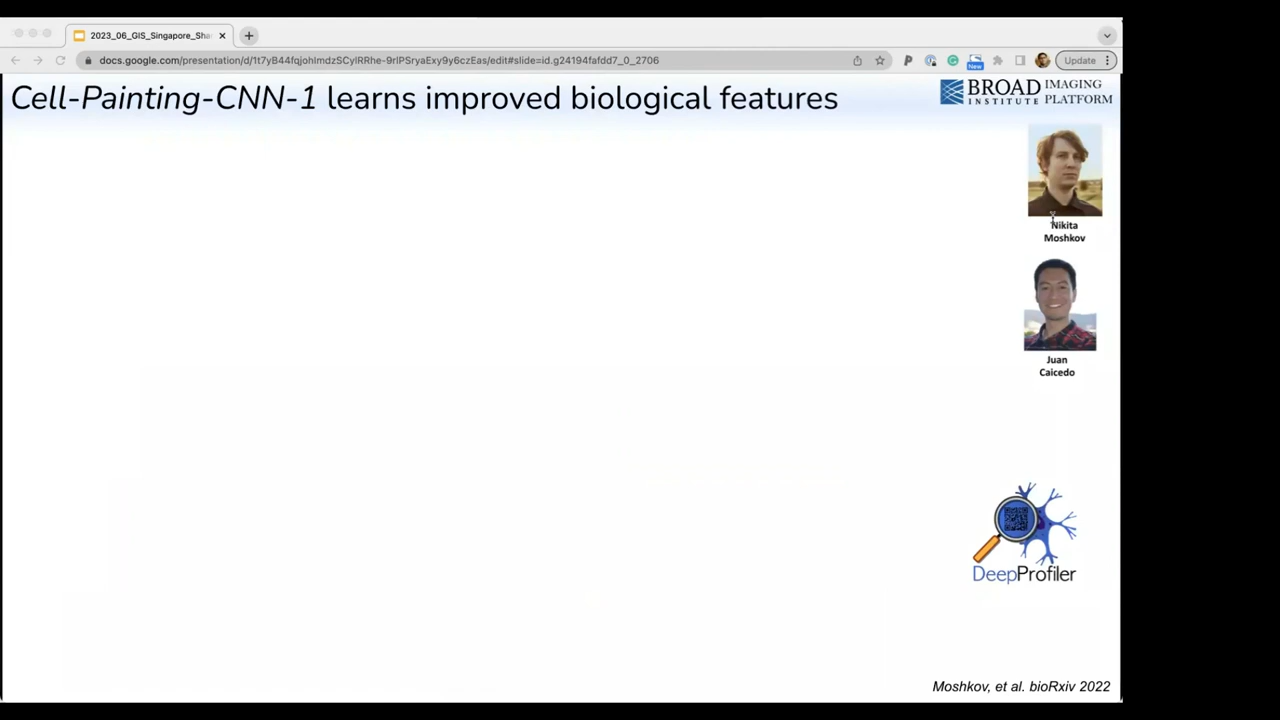 2023_06_GIS_Singapore_Sha
docs.google.com/presentation/d/1t7yB44fqjohlmdzSCylRRhe-9rlPSryaExy9y6czEas/edit#slide=id.g24194fafdd7_0_2706
New
Update
Cell-Painting-CNN-1 learns improved biological features
BROAD INSTITUTE
IMAGING PLATFORM
Nikita
Moshkov
Juan
Caicedo
DeepProfiler
Moshkov, et al. bioRxiv 2022